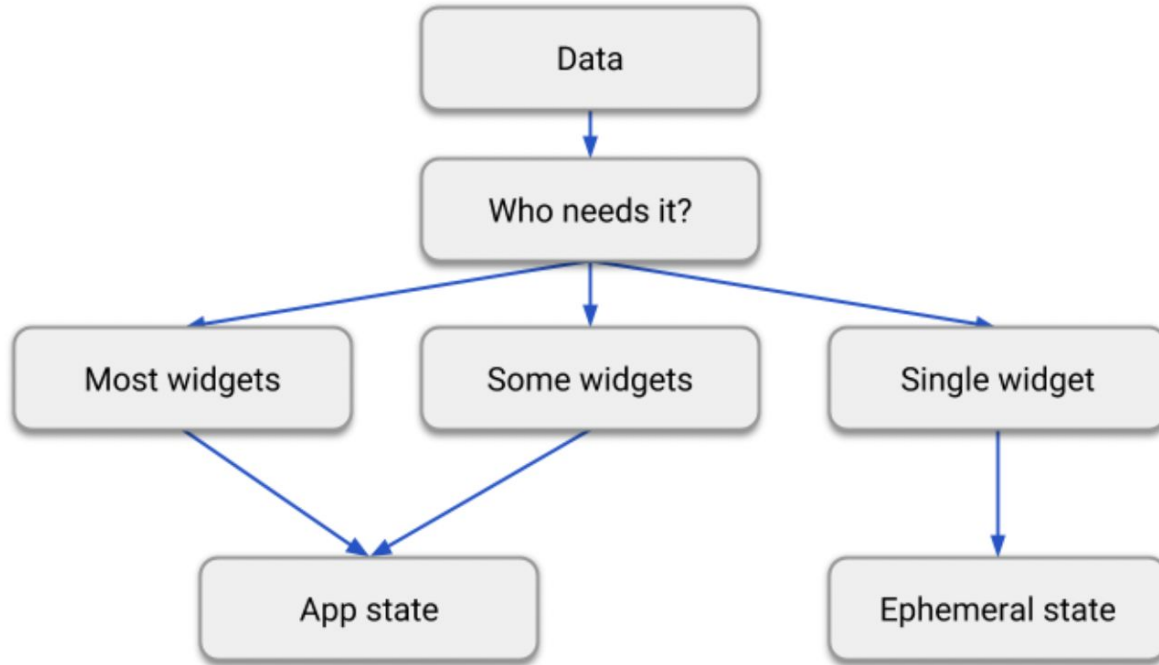 Data
Who needs it?
Most widgets
Some widgets
Single widget
App state
Ephemeral state